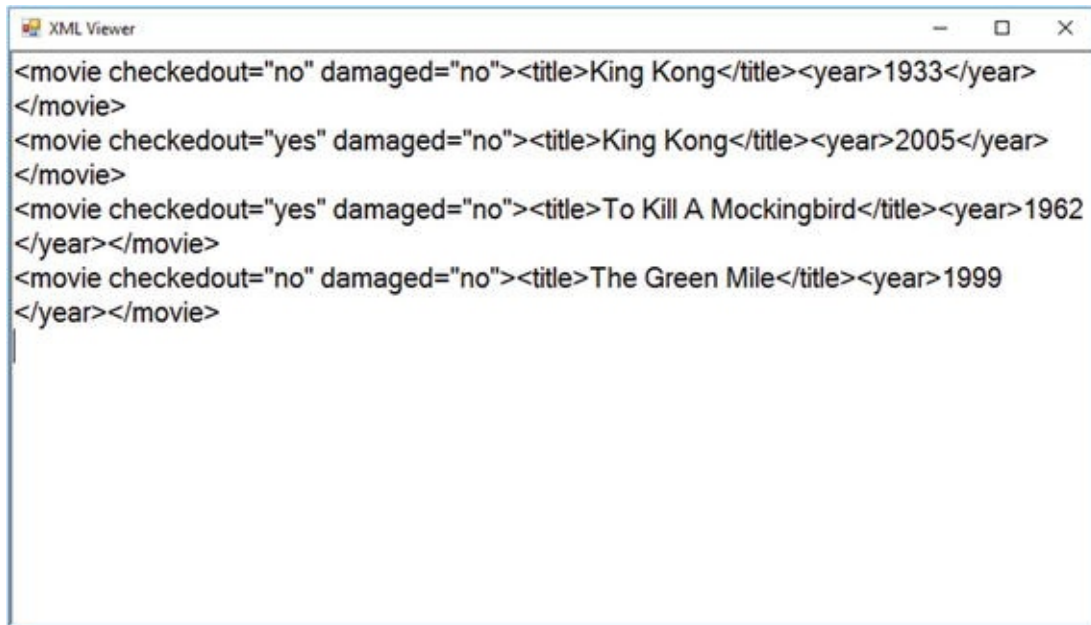 XML Viewer
<movie checkedout="no" damaged="no"><title>King Kong</title><year>1933</year>
</movie>
<movie checkedout="yes" damaged="no"><title>King Kong</title><year>2005</year>
</movie>
<movie checkedout="yes" damaged="no"><title>To Kill A Mockingbird</title><year>1962
</year></movie>
<movie checkedout="no" damaged="no"><title>The Green Mile</title><year>1999
</year></movie>